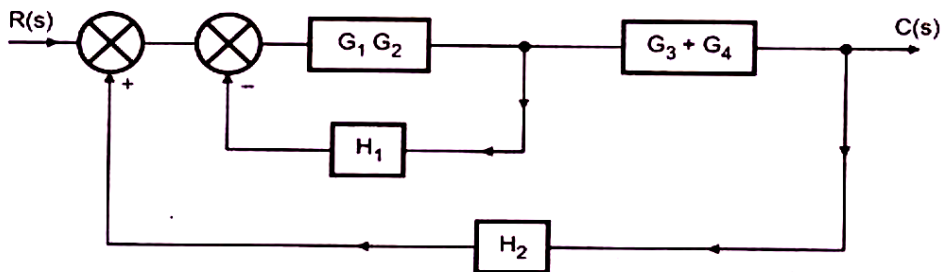 R(s)
G₁ G₂
G₃ + G₄
C(s)
+
−
H₁
H₂